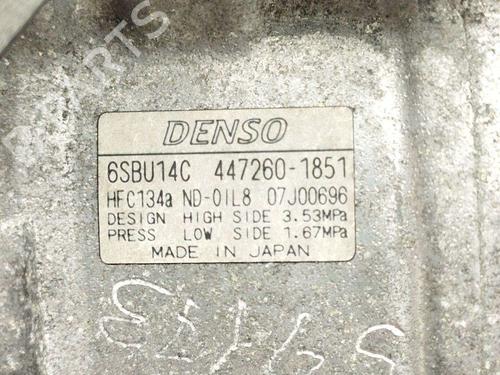 DENSO
6SBU14C 447260-1851
HFC134a ND-OIL8 07J00696
DESIGN HIGH SIDE 3.53MPa
PRESS LOW SIDE 1.67MPa
MADE IN JAPAN